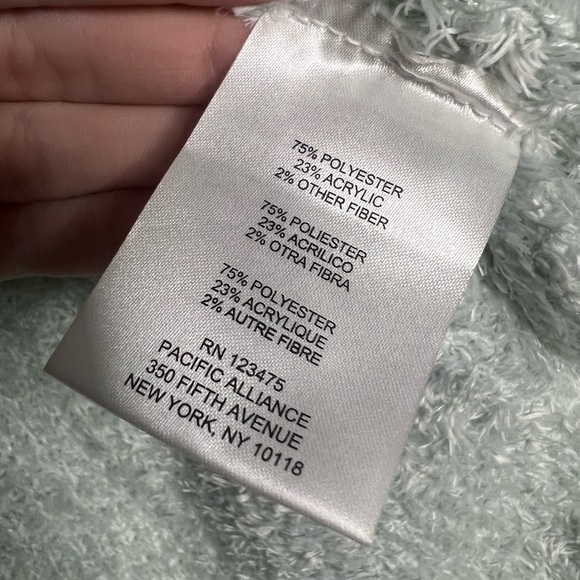 75% POLYESTER
23% ACRYLIC
2% OTHER FIBER
75% POLIESTER
23% ACRILICO
2% OTRA FIBRA
75% POLYESTER
23% ACRYLIQUE
2% AUTRE FIBRE
RN 123475
PACIFIC ALLIANCE
350 FIFTH AVENUE
NEW YORK, NY 10118